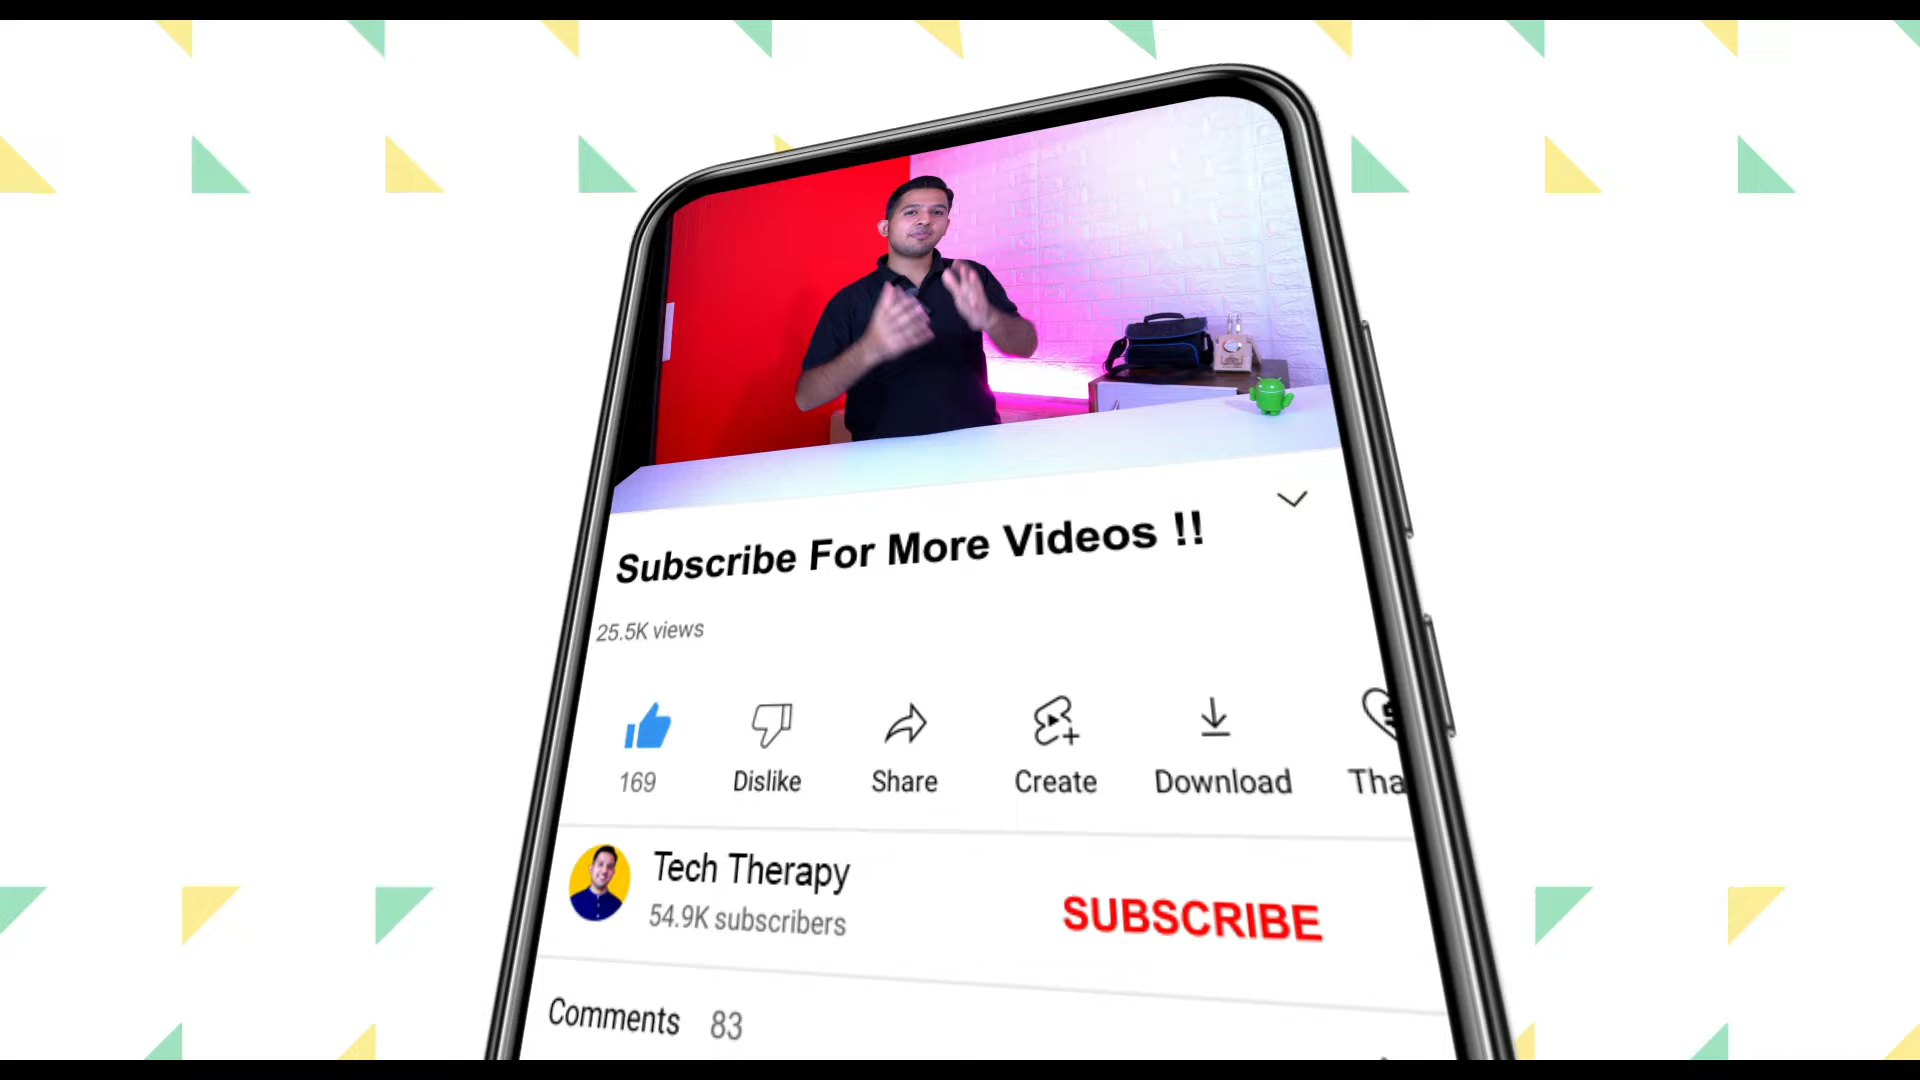 Subscribe For More Videos !!
25.5K views
169
Dislike
Share
Create
Download
Tha
Tech Therapy
54.9K subscribers
SUBSCRIBE
Comments 83